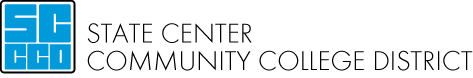 SC
CCD
STATE CENTER
COMMUNITY COLLEGE DISTRICT